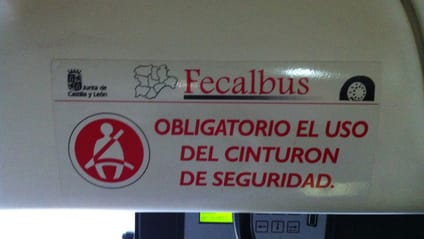 Junta de
Castilla y León
Fecalbus
OBLIGATORIO EL USO
DEL CINTURON
DE SEGURIDAD.